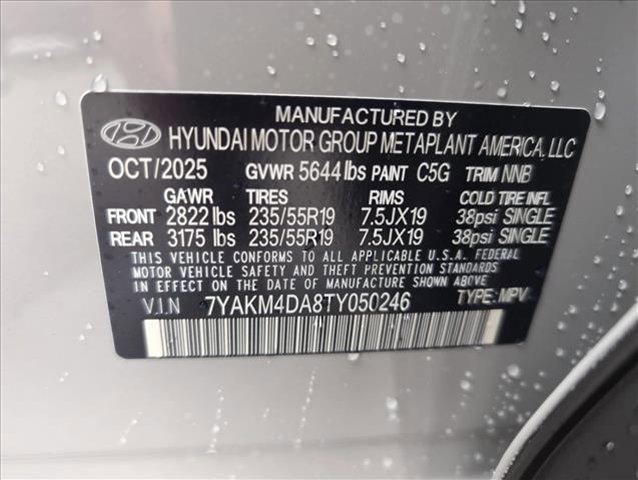 MANUFACTURED BY
HYUNDAI MOTOR GROUP METAPLANT AMERICA, LLC
OCT/2025 GVWR 5644 lbs PAINT C5G TRIM NNB
GAWR TIRES RIMS COLD TIRE INFL
FRONT 2822 lbs 235/55R19 7.5JX19 38psi SINGLE
REAR 3175 lbs 235/55R19 7.5JX19 38psi SINGLE
THIS VEHICLE CONFORMS TO ALL APPLICABLE U.S.A. FEDERAL
MOTOR VEHICLE SAFETY AND THEFT PREVENTION STANDARDS
IN EFFECT ON THE DATE OF MANUFACTURE SHOWN ABOVE.
V.I.N 7YAKM4DA8TY050246 TYPE: MPV